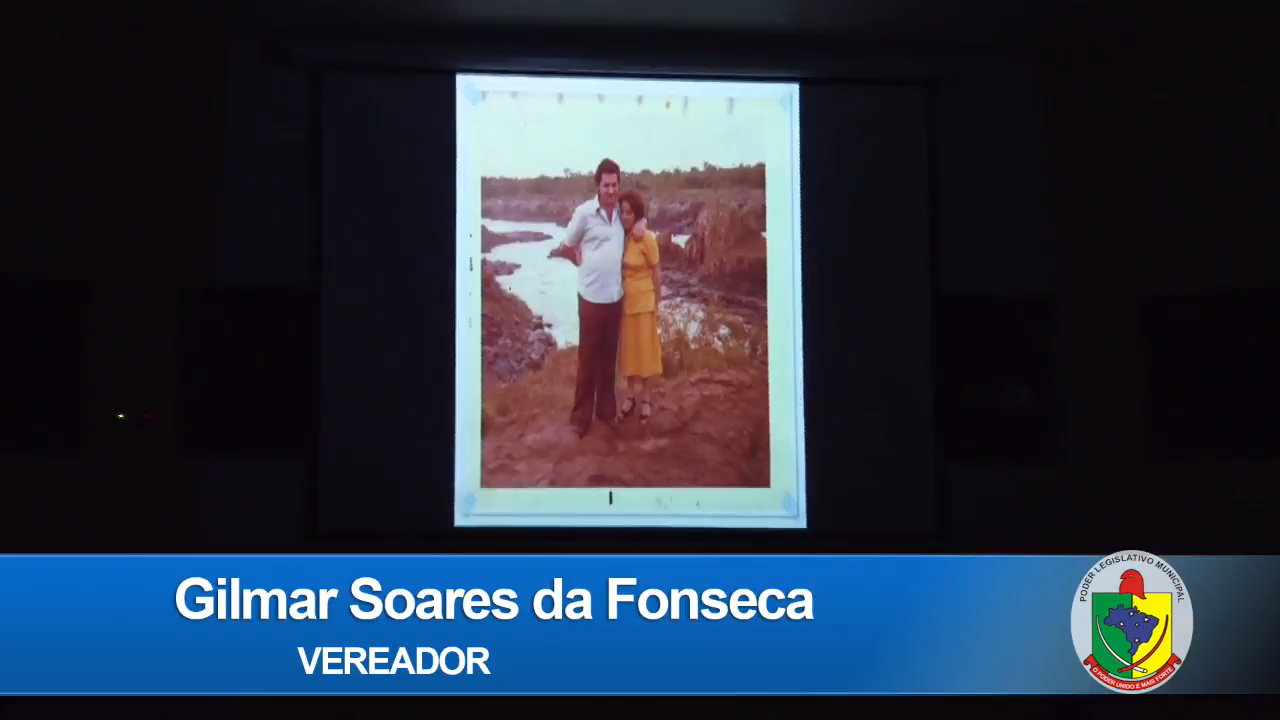 Gilmar Soares da Fonseca
VEREADOR
PODER LEGISLATIVO MUNICIPAL
O PODER UNIDO É MAIS FORTE